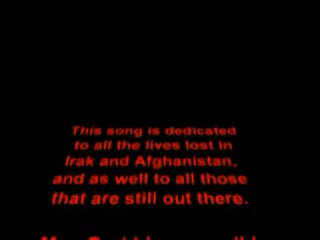 This song is dedicated
to all the lives lost in
Irak and Afghanistan,
and as well to all those
that are still out there.